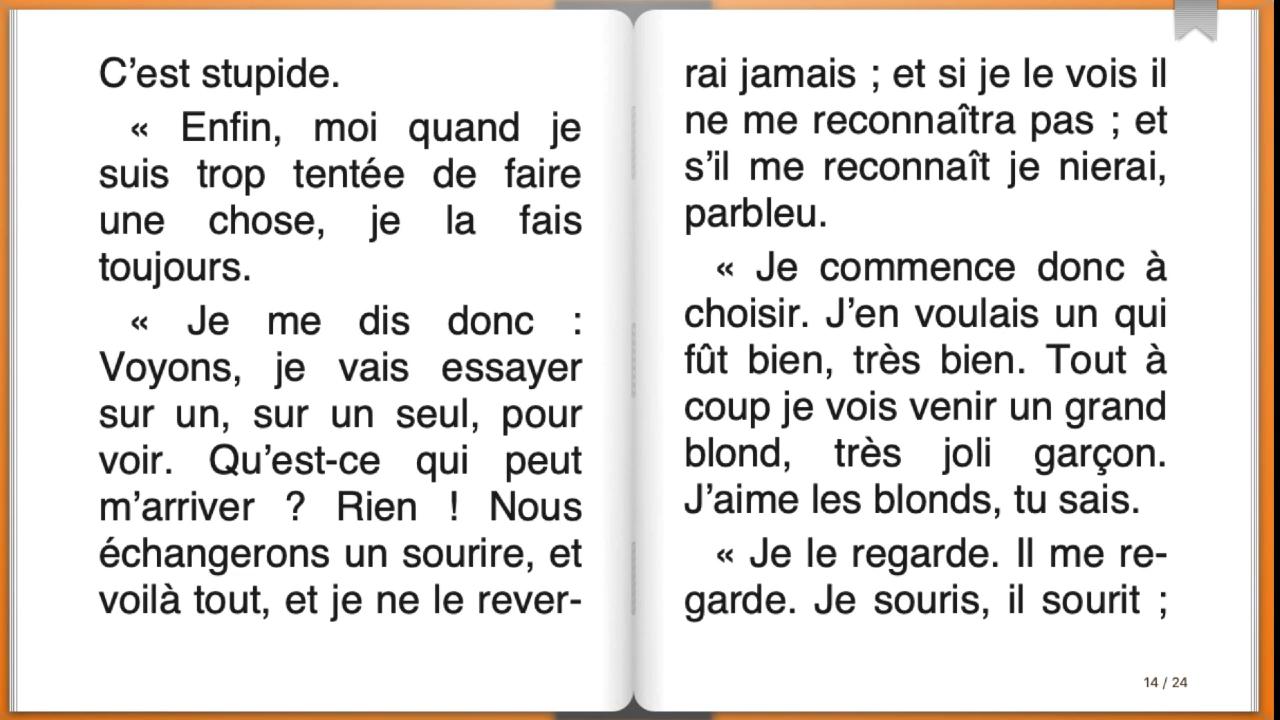 C’est stupide.
« Enfin, moi quand je
suis trop tentée de faire
une chose, je la fais
toujours.
« Je me dis donc :
Voyons, je vais essayer
sur un, sur un seul, pour
voir. Qu’est-ce qui peut
m’arriver ? Rien ! Nous
échangerons un sourire, et
voilà tout, et je ne le rever-
rai jamais ; et si je le vois il
ne me reconnaîtra pas ; et
s’il me reconnaît je nierai,
parbleu.
« Je commence donc à
choisir. J’en voulais un qui
fût bien, très bien. Tout à
coup je vois venir un grand
blond, très joli garçon.
J’aime les blonds, tu sais.
« Je le regarde. Il me re-
garde. Je souris, il sourit ;
14 / 24